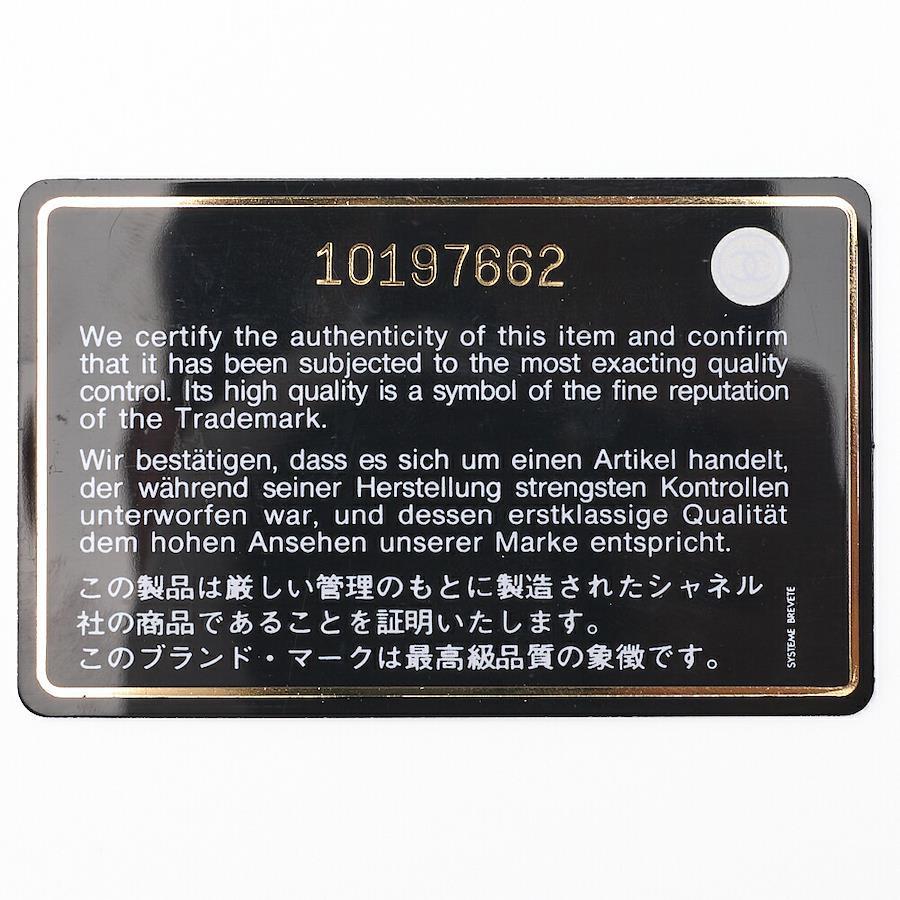 10197662
We certify the authenticity of this item and confirm
that it has been subjected to the most exacting quality
control. Its high quality is a symbol of the fine reputation
of the Trademark.
Wir bestätigen, dass es sich um einen Artikel handelt,
der während seiner Herstellung strengsten Kontrollen
unterworfen war, und dessen erstklassige Qualität
dem hohen Ansehen unserer Marke entspricht.
この製品は厳しい管理のもとに製造されたシャネル
社の商品であることを証明いたします。
このブランド・マークは最高級品質の象徴です。
SYSTEME BREVETE